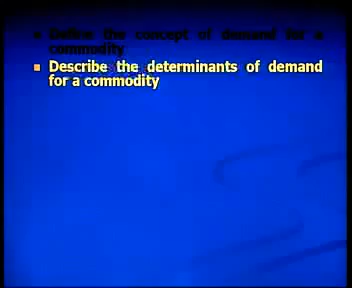 Define the concept of demand for a
commodity
Describe the determinants of demand
for a commodity